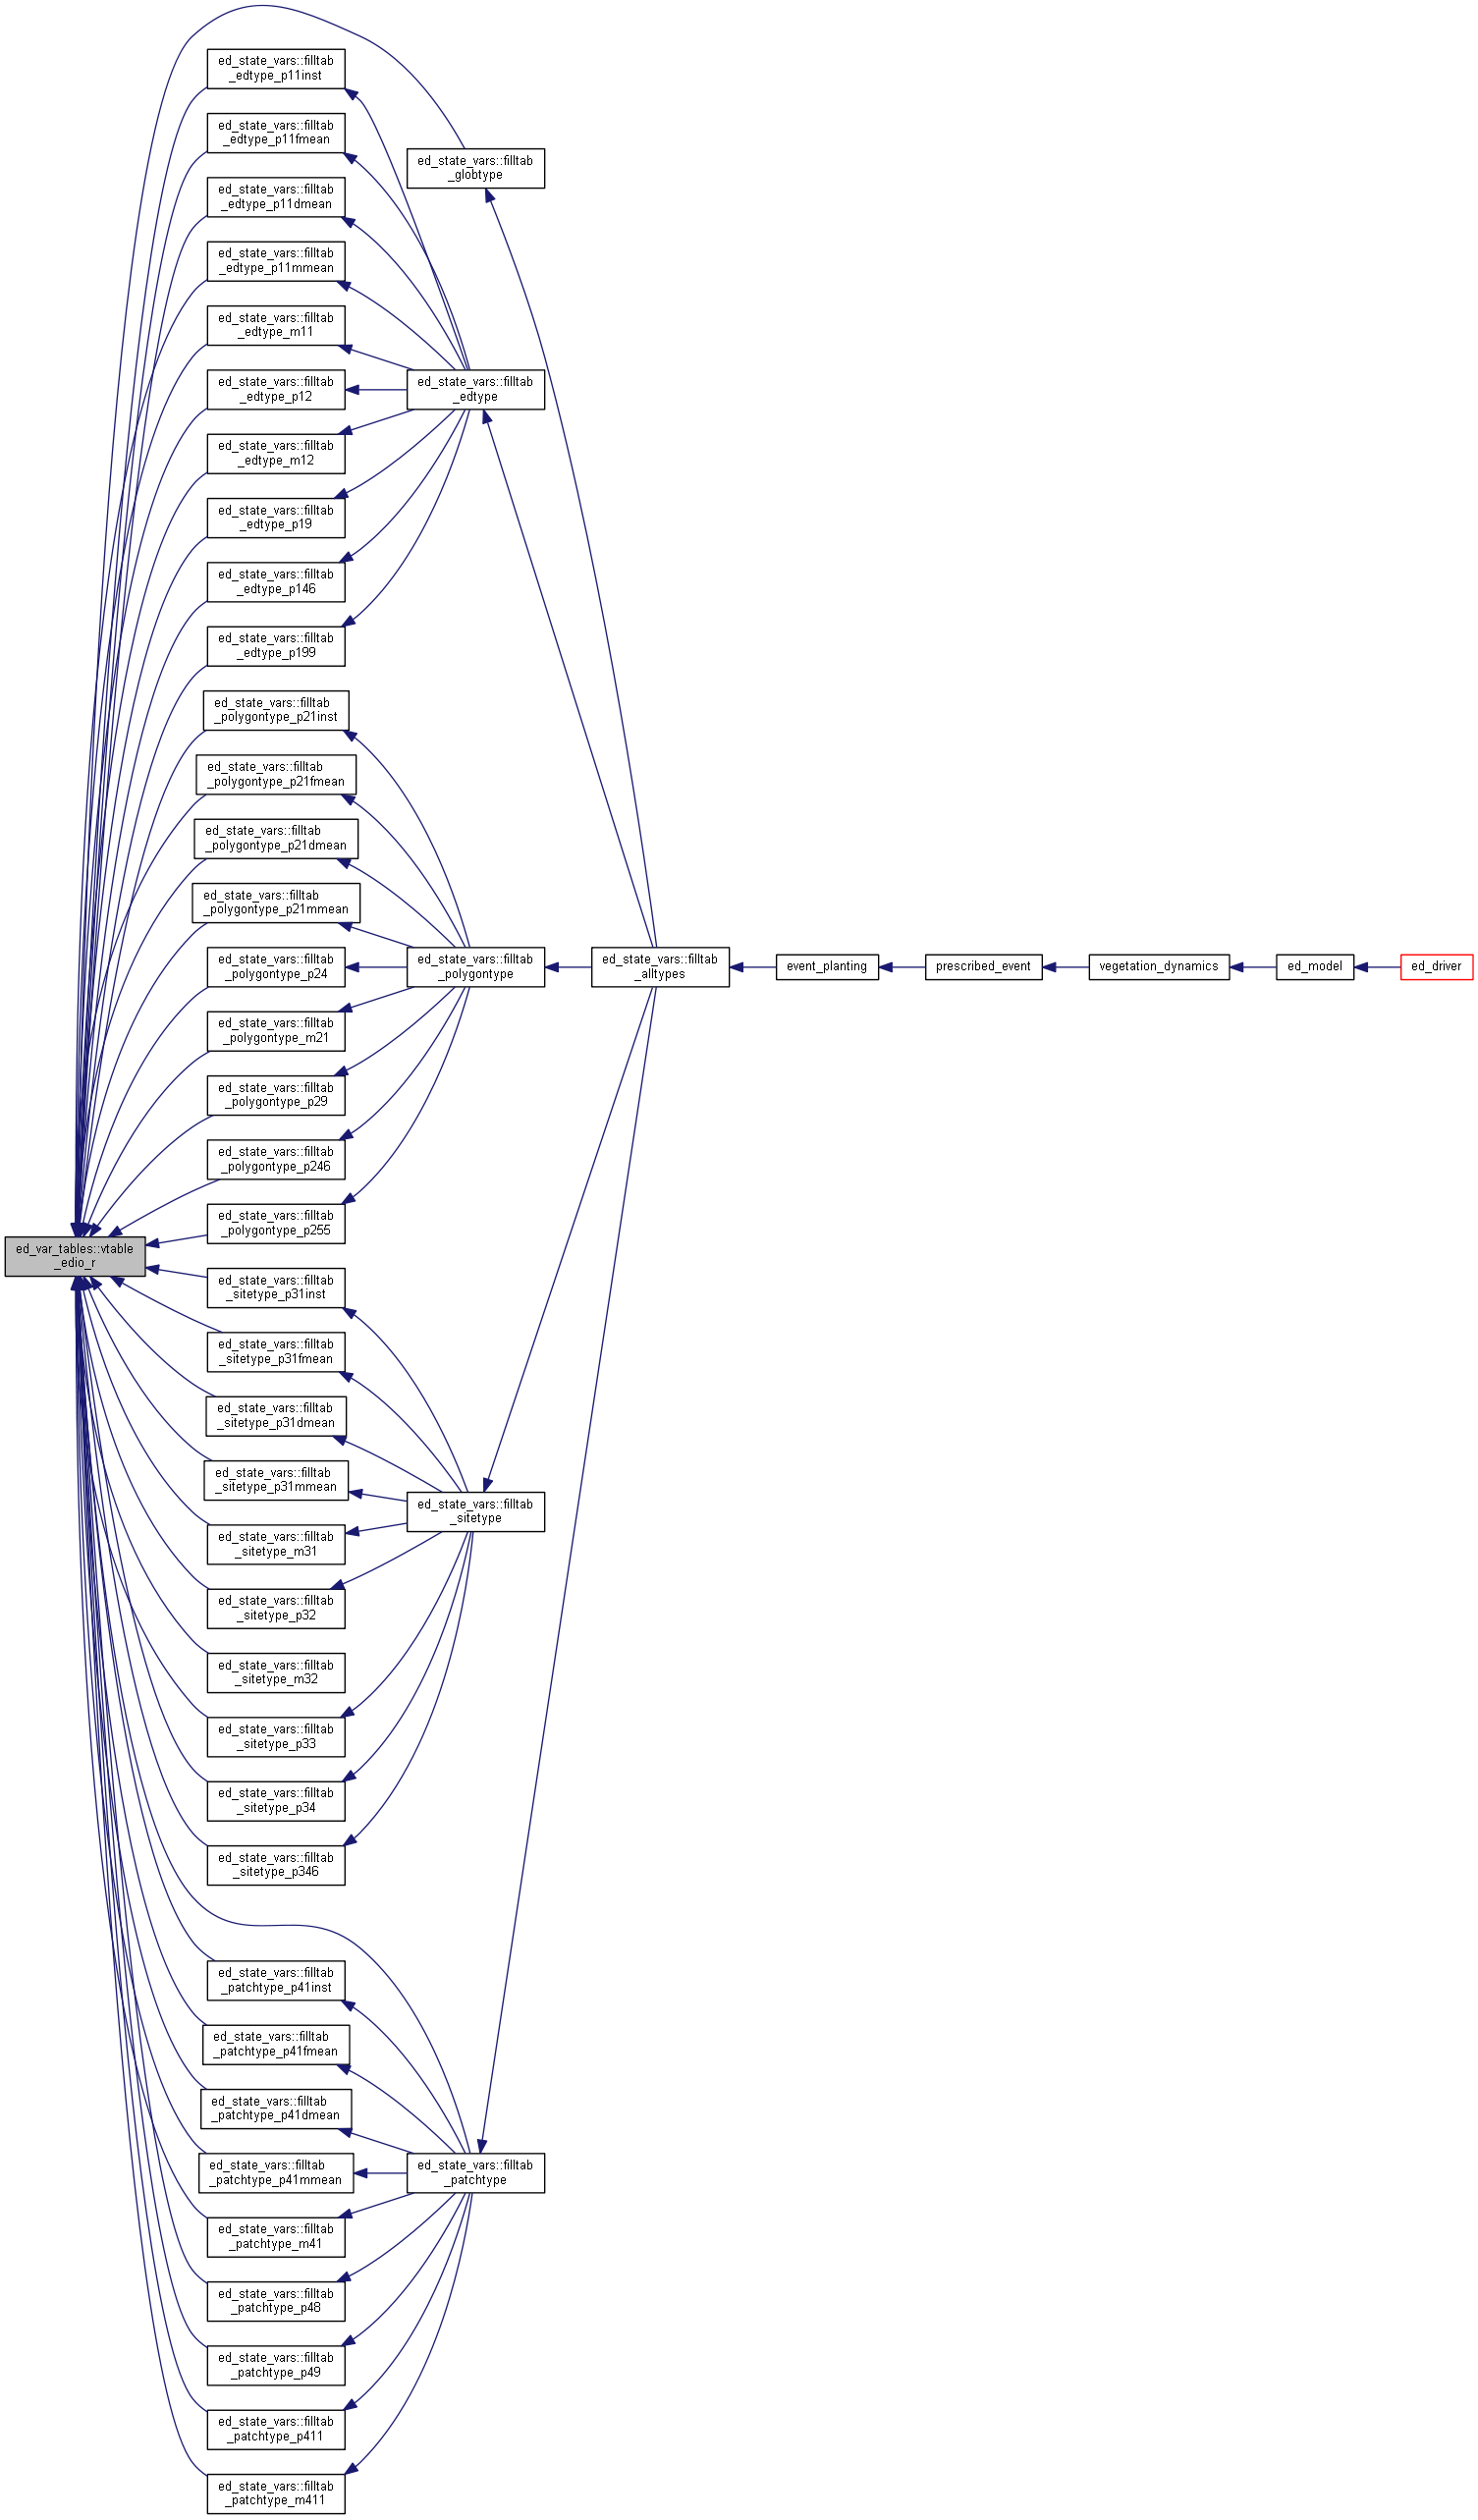 ed_state_vars::filltab
_edtype_p11inst
ed_state_vars::filltab
_edtype_p11fmean
ed_state_vars::filltab
_globtype
ed_state_vars::filltab
_edtype_p11dmean
ed_state_vars::filltab
_edtype_p11mmean
ed_state_vars::filltab
_edtype_m11
ed_state_vars::filltab
_edtype_p12
ed_state_vars::filltab
_edtype
ed_state_vars::filltab
_edtype_m12
ed_state_vars::filltab
_edtype_p19
ed_state_vars::filltab
_edtype_p146
ed_state_vars::filltab
_edtype_p199
ed_state_vars::filltab
_polygontype_p21inst
ed_state_vars::filltab
_polygontype_p21fmean
ed_state_vars::filltab
_polygontype_p21dmean
ed_state_vars::filltab
_polygontype_p21mmean
ed_state_vars::filltab
_polygontype_p24
ed_state_vars::filltab
_polygontype
ed_state_vars::filltab
_alltypes
event_planting
prescribed_event
vegetation_dynamics
ed_model
ed_driver
ed_state_vars::filltab
_polygontype_m21
ed_state_vars::filltab
_polygontype_p29
ed_state_vars::filltab
_polygontype_p246
ed_state_vars::filltab
_polygontype_p255
ed_var_tables::vtable
_edio_r
ed_state_vars::filltab
_sitetype_p31inst
ed_state_vars::filltab
_sitetype_p31fmean
ed_state_vars::filltab
_sitetype_p31dmean
ed_state_vars::filltab
_sitetype_p31mmean
ed_state_vars::filltab
_sitetype
ed_state_vars::filltab
_sitetype_m31
ed_state_vars::filltab
_sitetype_p32
ed_state_vars::filltab
_sitetype_m32
ed_state_vars::filltab
_sitetype_p33
ed_state_vars::filltab
_sitetype_p34
ed_state_vars::filltab
_sitetype_p346
ed_state_vars::filltab
_patchtype_p41inst
ed_state_vars::filltab
_patchtype_p41fmean
ed_state_vars::filltab
_patchtype_p41dmean
ed_state_vars::filltab
_patchtype_p41mmean
ed_state_vars::filltab
_patchtype
ed_state_vars::filltab
_patchtype_m41
ed_state_vars::filltab
_patchtype_p48
ed_state_vars::filltab
_patchtype_p49
ed_state_vars::filltab
_patchtype_p411
ed_state_vars::filltab
_patchtype_m411